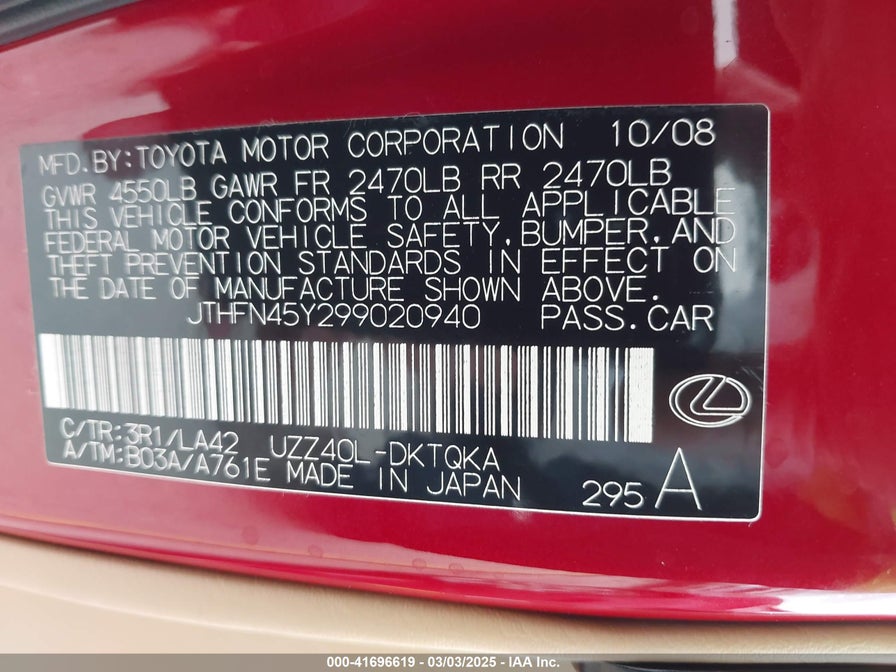 MFD.BY:TOYOTA MOTOR CORPORATION 10/08
GVWR 4550LB GAWR FR 2470LB RR 2470LB
THIS VEHICLE CONFORMS TO ALL APPLICABLE
FEDERAL MOTOR VEHICLE SAFETY,BUMPER,AND
THEFT PREVENTION STANDARDS IN EFFECT ON
THE DATE OF MANUFACTURE SHOWN ABOVE.
JTHFN45Y299020940 PASS.CAR
C/TR:3R1/LA42 UZZ40L-DKTQKA
A/TM:B03A/A761E MADE IN JAPAN 295 A
000-41696619 | 03/03/2025 - IAA Inc.